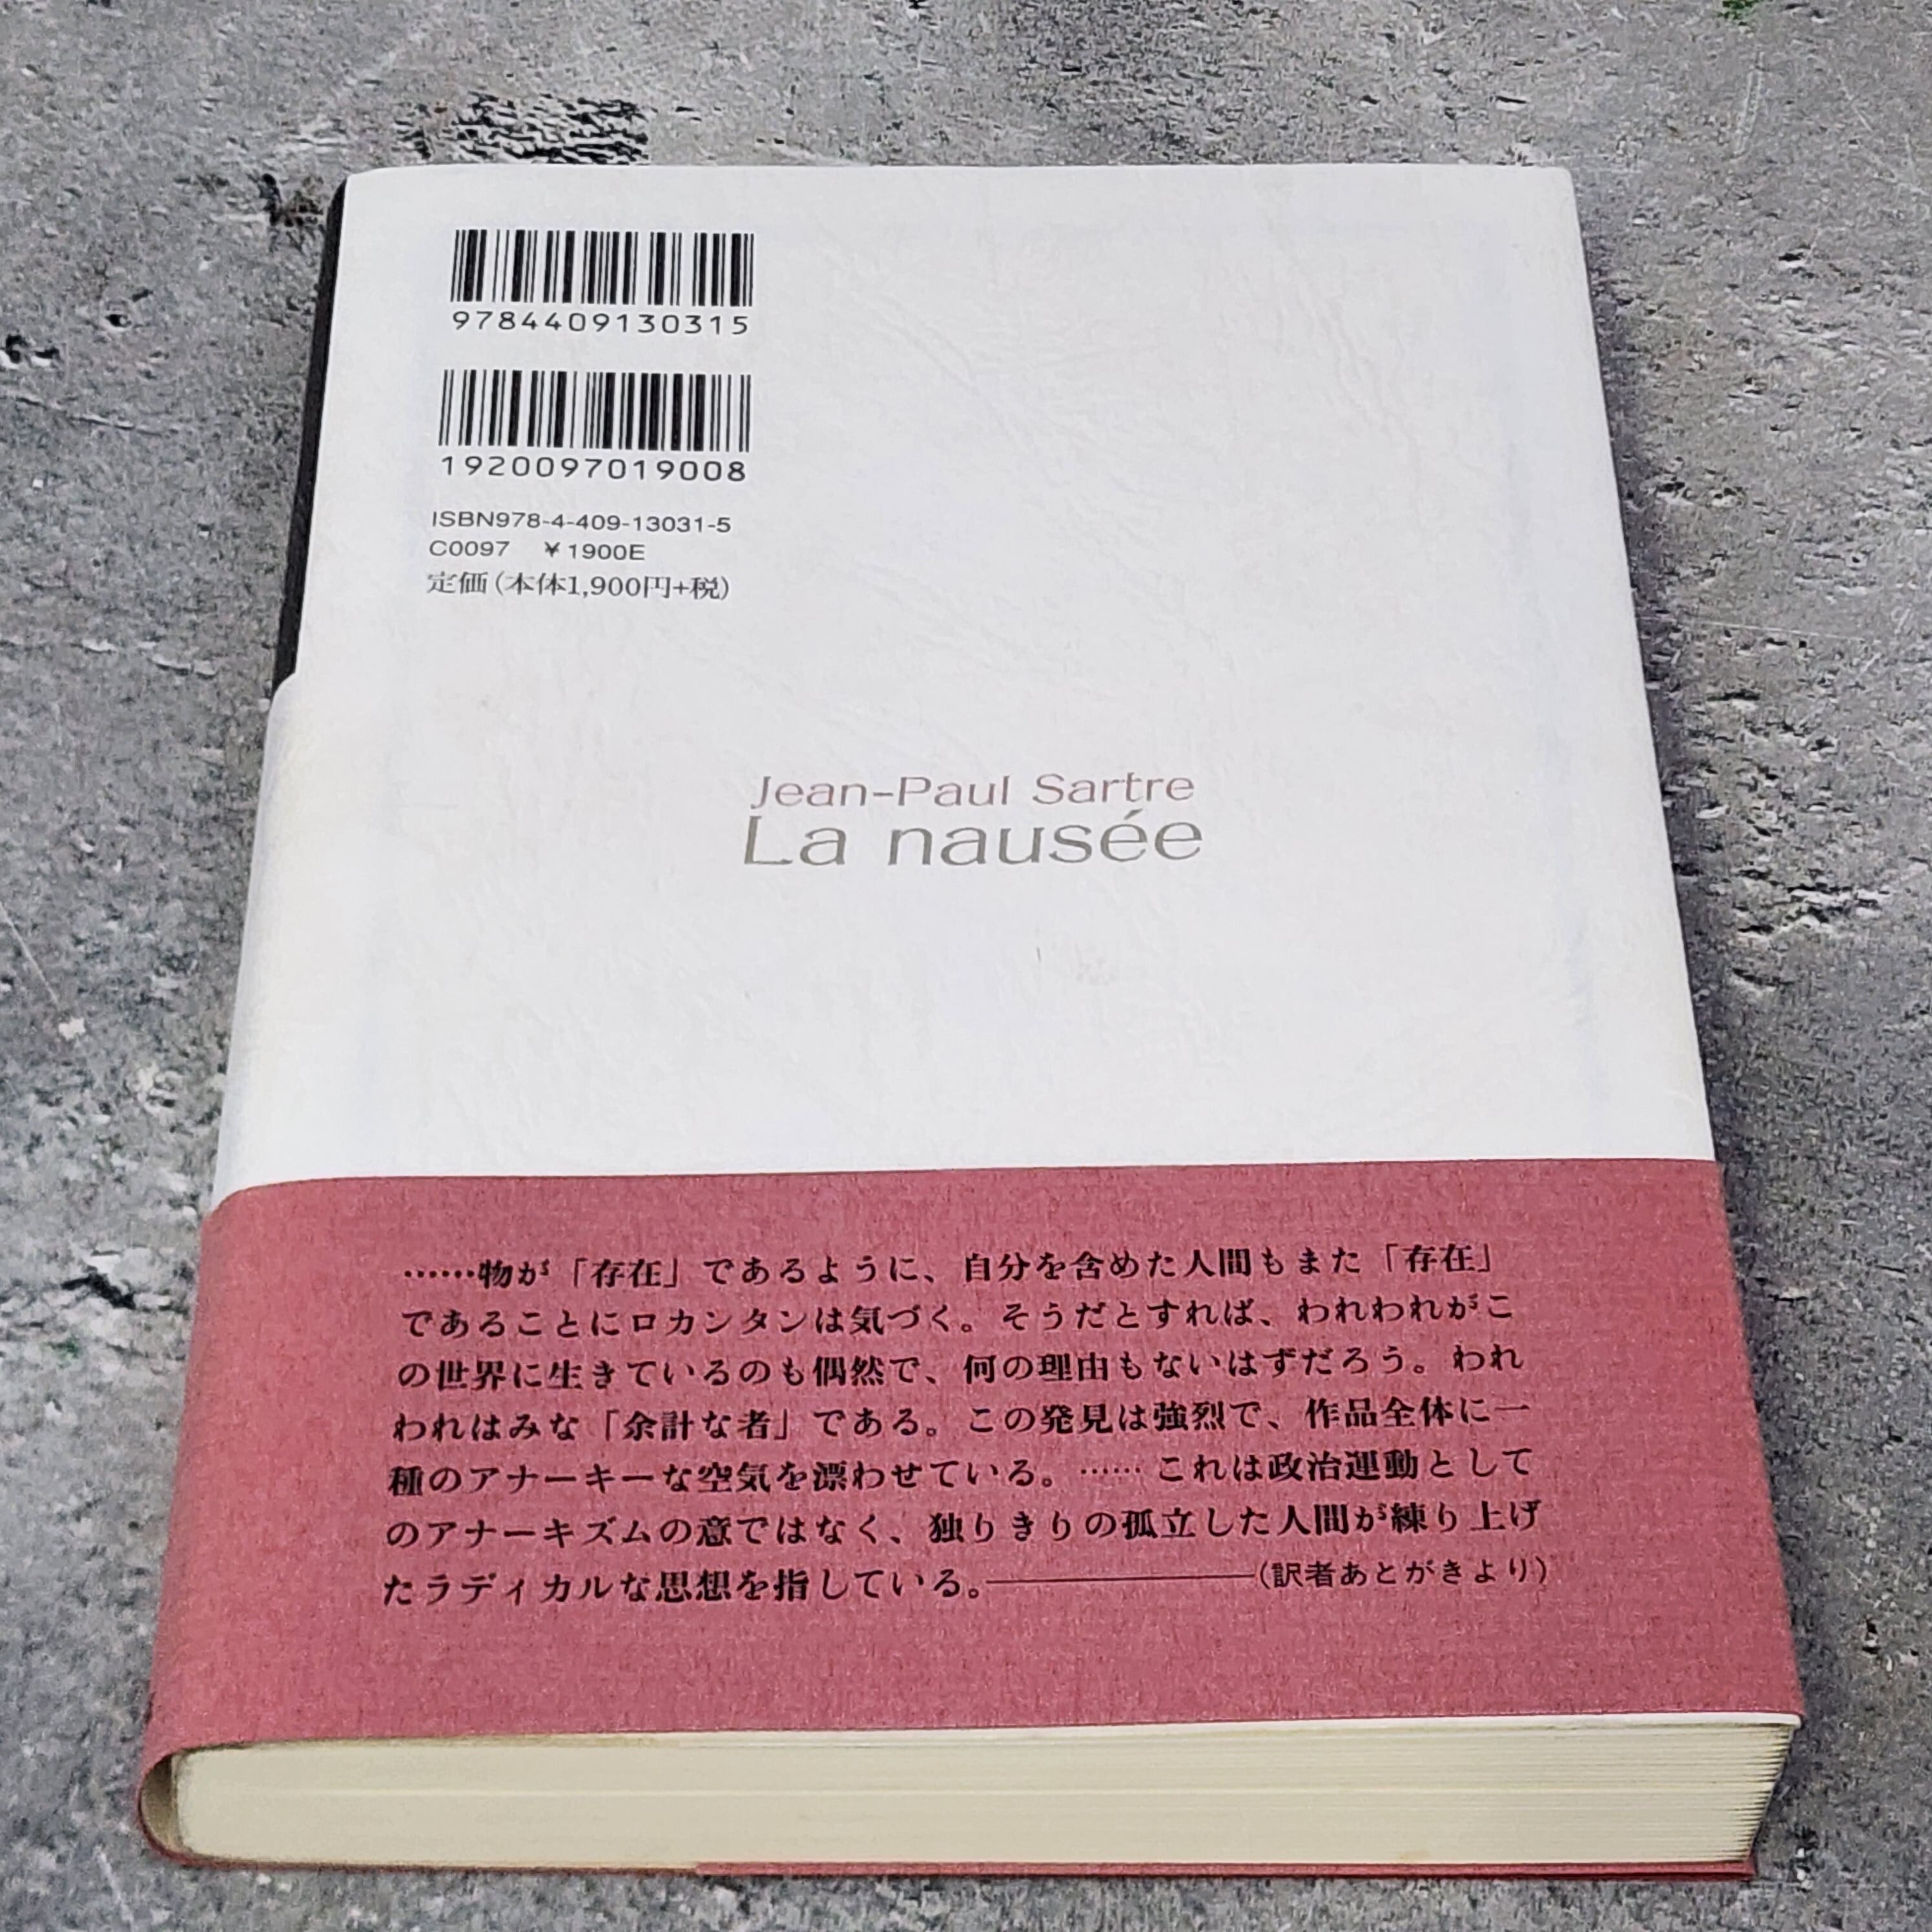 9784409130315
1920097019008
ISBN978-4-409-13031-5
C0097 ￥1900E
定価(本体1,900円+税)
Jean-Paul Sartre
La nausée
……物が「存在」であるように、自分を含めた人間もまた「存在」
であることにロカンタンは気づく。そうだとすれば、われわれがこ
の世界に生きているのも偶然で、何の理由もないはずだろう。われ
われはみな「余計な者」である。この発見は強烈で、作品全体に一
種のアナーキーな空気を漂わせている。…… これは政治運動として
のアナーキズムの意ではなく、独りきりの孤立した人間が練り上げ
たラディカルな思想を指している。————(訳者あとがきより)